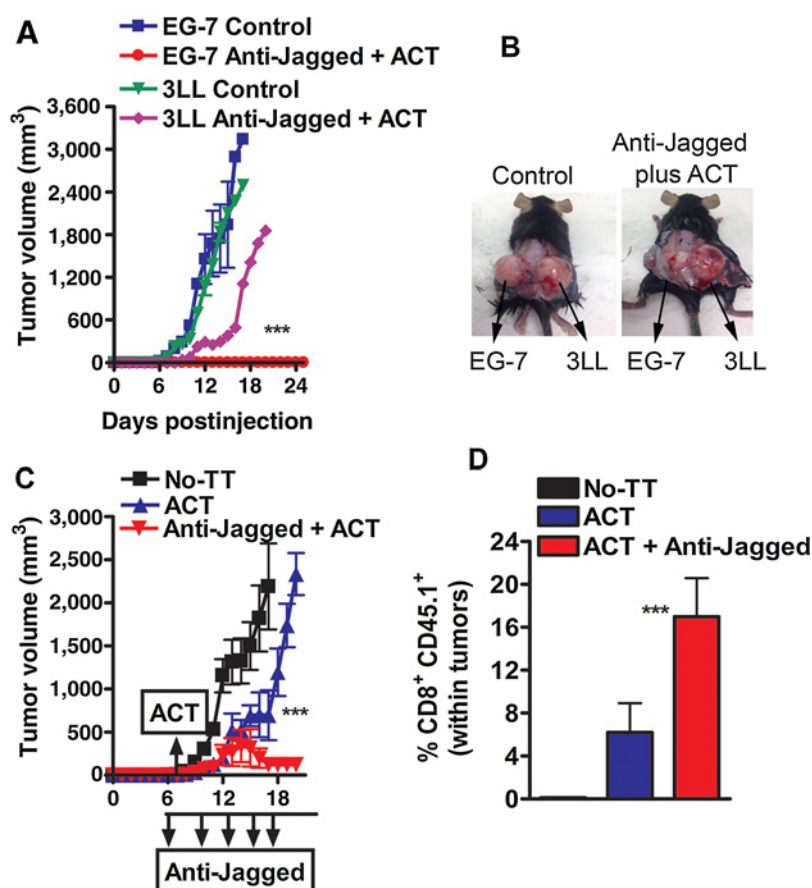 A
EG-7 Control
EG-7 Anti-Jagged + ACT
3LL Control
3LL Anti-Jagged + ACT
Tumor volume (mm3)
3,600
3,000
2,400
1,800
1,200
600
0
***
0 6 12 18 24
Days postinjection
B
Control
Anti-Jagged
plus ACT
EG-7 3LL EG-7 3LL
C
No-TT
ACT
Anti-Jagged + ACT
Tumor volume (mm3)
3,000
2,500
2,000
1,500
1,000
500
0
ACT
***
0 6 12 18
Anti-Jagged
D
No-TT
ACT
ACT + Anti-Jagged
% CD8+ CD45.1+
(within tumors)
24
20
16
12
8
4
0
***